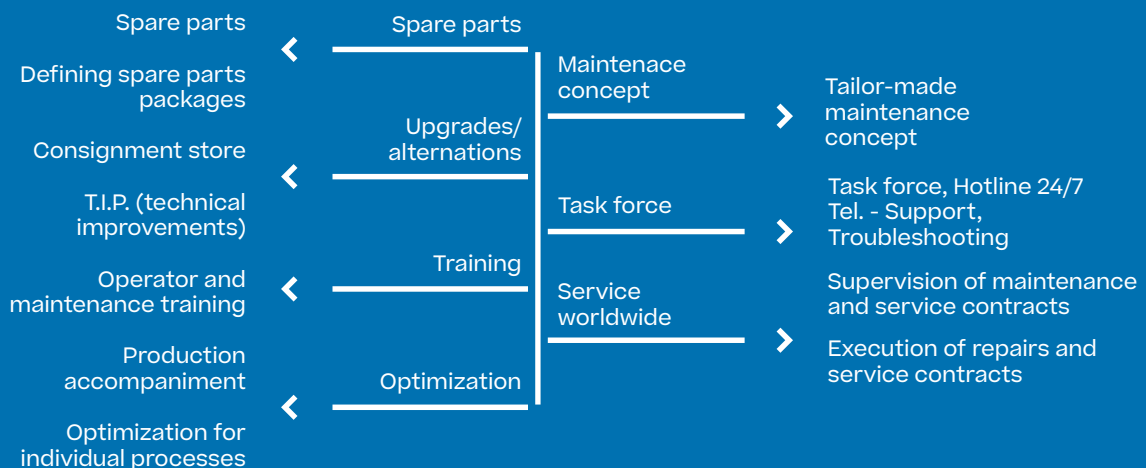 Spare parts
Defining spare parts
packages
Consignment store
T.I.P. (technical
improvements)
Operator and
maintenance training
Production
accompaniment
Optimization for
individual processes
Spare parts
Upgrades/
alternations
Training
Optimization
Maintenace
concept
Task force
Service
worldwide
Tailor-made
maintenance
concept
Task force, Hotline 24/7
Tel. - Support,
Troubleshooting
Supervision of maintenance
and service contracts
Execution of repairs and
service contracts